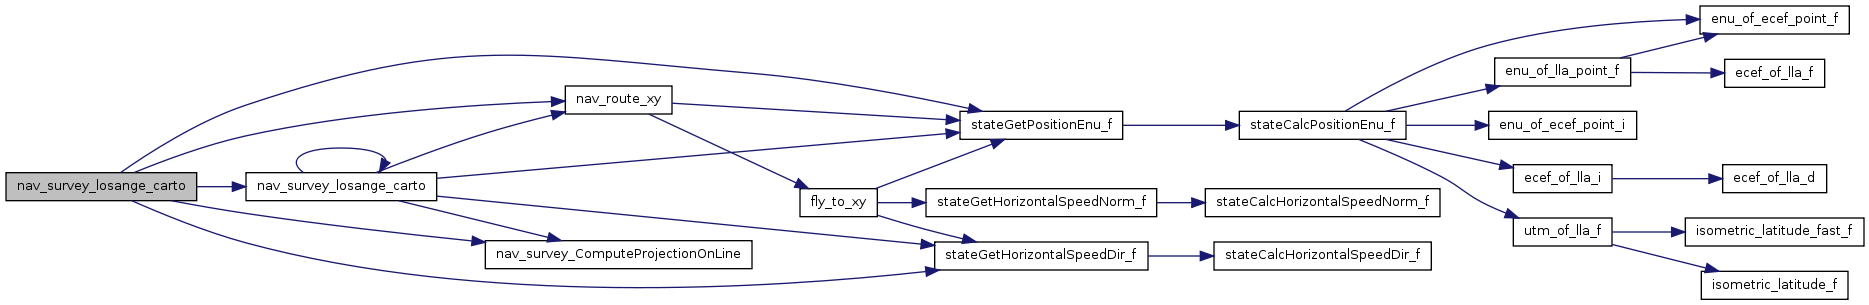 nav_survey_losange_carto
nav_survey_losange_carto
nav_route_xy
nav_survey_ComputeProjectionOnLine
fly_to_xy
stateGetPositionEnu_f
stateGetHorizontalSpeedNorm_f
stateGetHorizontalSpeedDir_f
stateCalcPositionEnu_f
stateCalcHorizontalSpeedNorm_f
stateCalcHorizontalSpeedDir_f
enu_of_lla_point_f
enu_of_ecef_point_i
ecef_of_lla_i
utm_of_lla_f
enu_of_ecef_point_f
ecef_of_lla_f
ecef_of_lla_d
isometric_latitude_fast_f
isometric_latitude_f